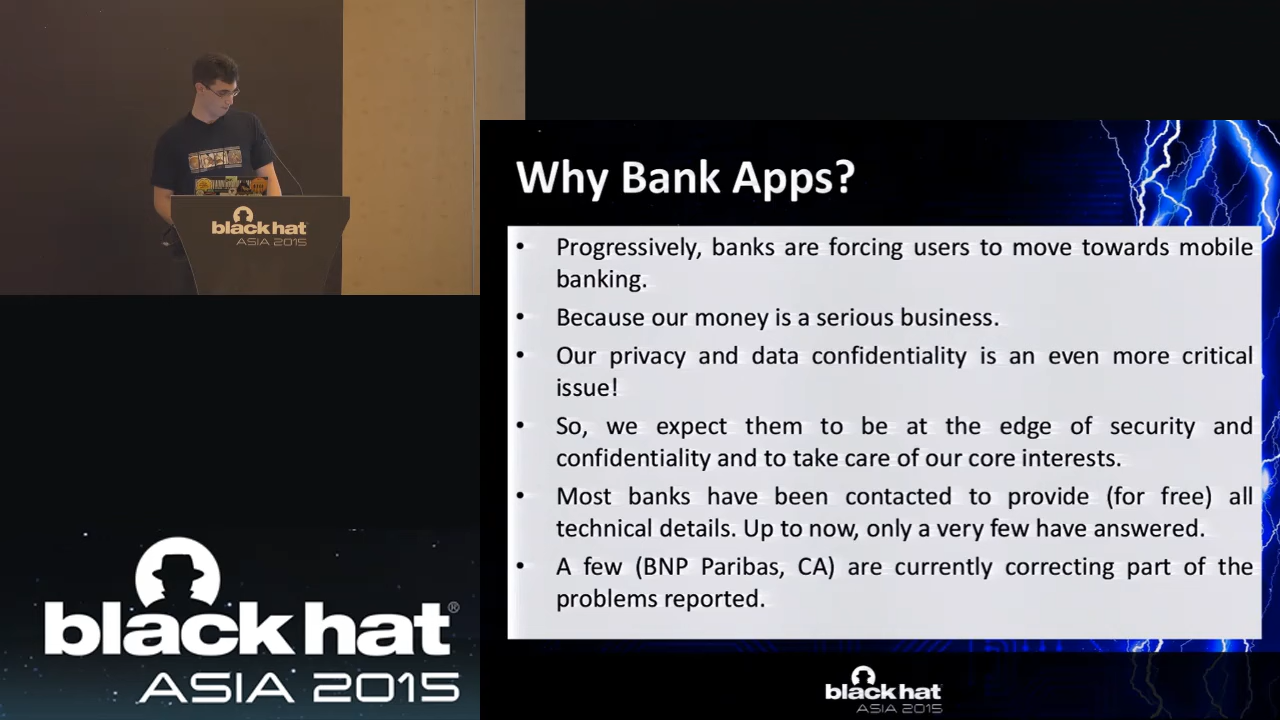 black hat
ASIA 2015
Why Bank Apps?
• Progressively, banks are forcing users to move towards mobile
banking.
• Because our money is a serious business.
• Our privacy and data confidentiality is an even more critical
issue!
• So, we expect them to be at the edge of security and
confidentiality and to take care of our core interests.
• Most banks have been contacted to provide (for free) all
technical details. Up to now, only a very few have answered.
• A few (BNP Paribas, CA) are currently correcting part of the
problems reported.
black hat®
ASIA 2015
black hat
ASIA 2015